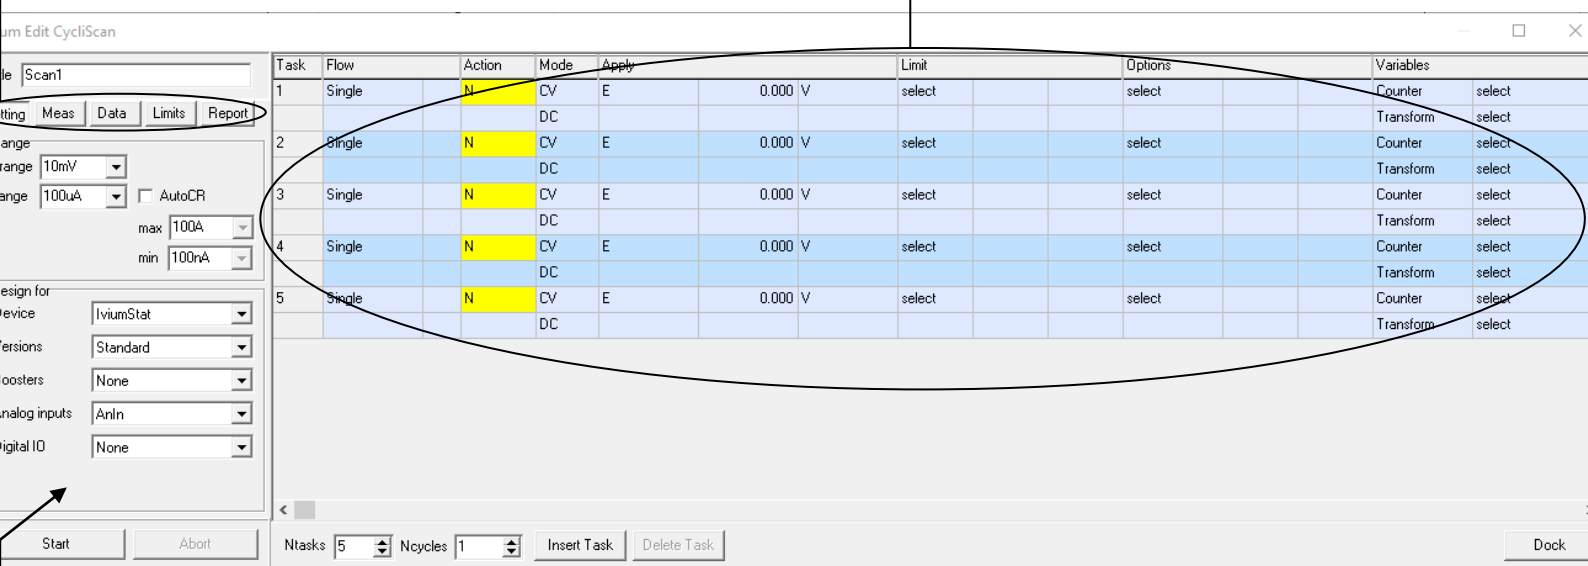 um Edit CycliScan
le Scan1
tting Meas Data Limits Report
ange
range 10mV
ange 100uA AutoCR
max 100A
min 100nA
esign for
Device IviumStat
Versions Standard
oosters None
Analog inputs AnIn
Digital IO None
Start Abort
Task Flow Action Mode Apply Limit Options Variables
1 Single N CV E 0.000 V select select Counter select
DC Transform select
2 Single N CV E 0.000 V select select Counter select
DC Transform select
3 Single N CV E 0.000 V select select Counter select
DC Transform select
4 Single N CV E 0.000 V select select Counter select
DC Transform select
5 Single N CV E 0.000 V select select Counter select
DC Transform select
Ntasks 5 Ncycles 1 Insert Task Delete Task Dock